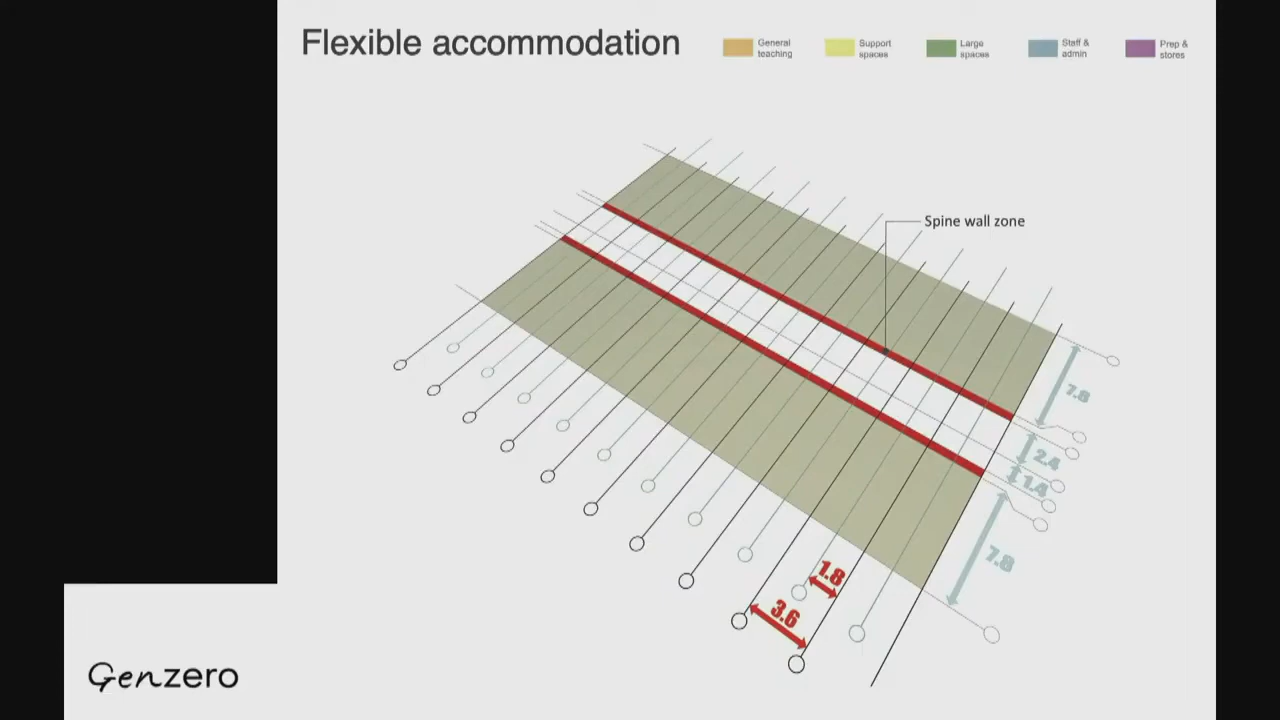 Flexible accommodation
General
teaching
Support
spaces
Large
spaces
Staff &
admin
Prep &
stores
Spine wall zone
7.8
2.4
1.4
7.8
1.8
3.6
Genzero